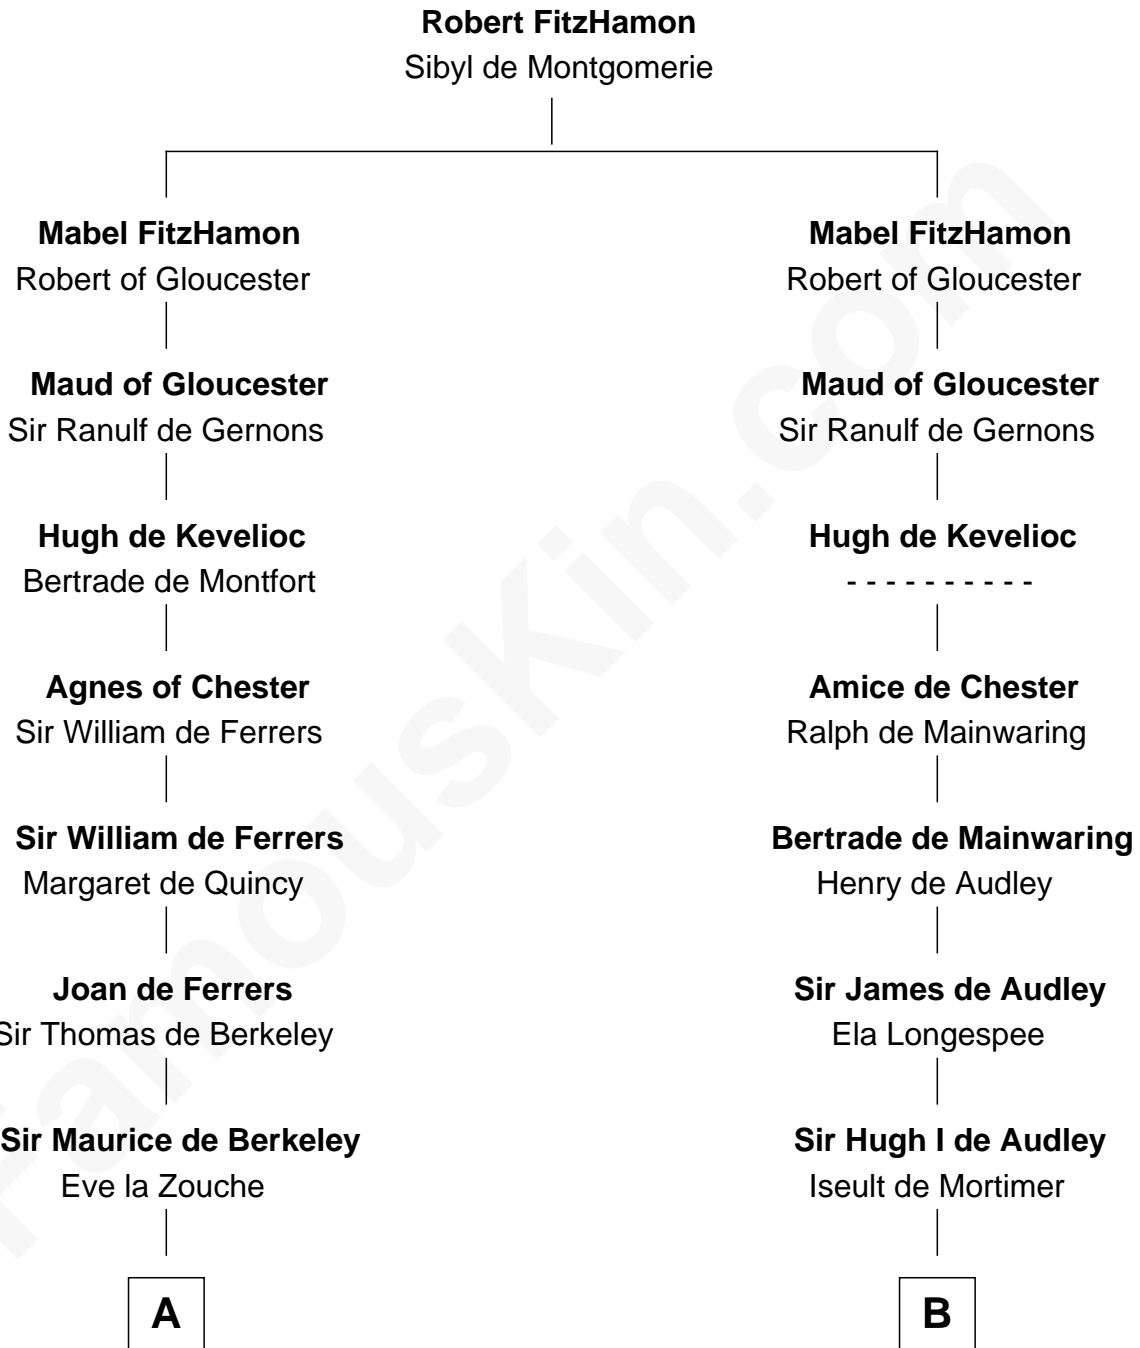 Robert FitzHamon
Sibyl de Montgomerie
Mabel FitzHamon
Robert of Gloucester
Maud of Gloucester
Sir Ranulf de Gernons
Hugh de Kevelioc
Bertrade de Montfort
Agnes of Chester
Sir William de Ferrers
Sir William de Ferrers
Margaret de Quincy
Joan de Ferrers
Sir Thomas de Berkeley
Sir Maurice de Berkeley
Eve la Zouche
A
Mabel FitzHamon
Robert of Gloucester
Maud of Gloucester
Sir Ranulf de Gernons
Hugh de Kevelioc
- - - - - - - - - -
Amice de Chester
Ralph de Mainwaring
Bertrade de Mainwaring
Henry de Audley
Sir James de Audley
Ela Longespee
Sir Hugh I de Audley
Iseult de Mortimer
B
FamousKin.com